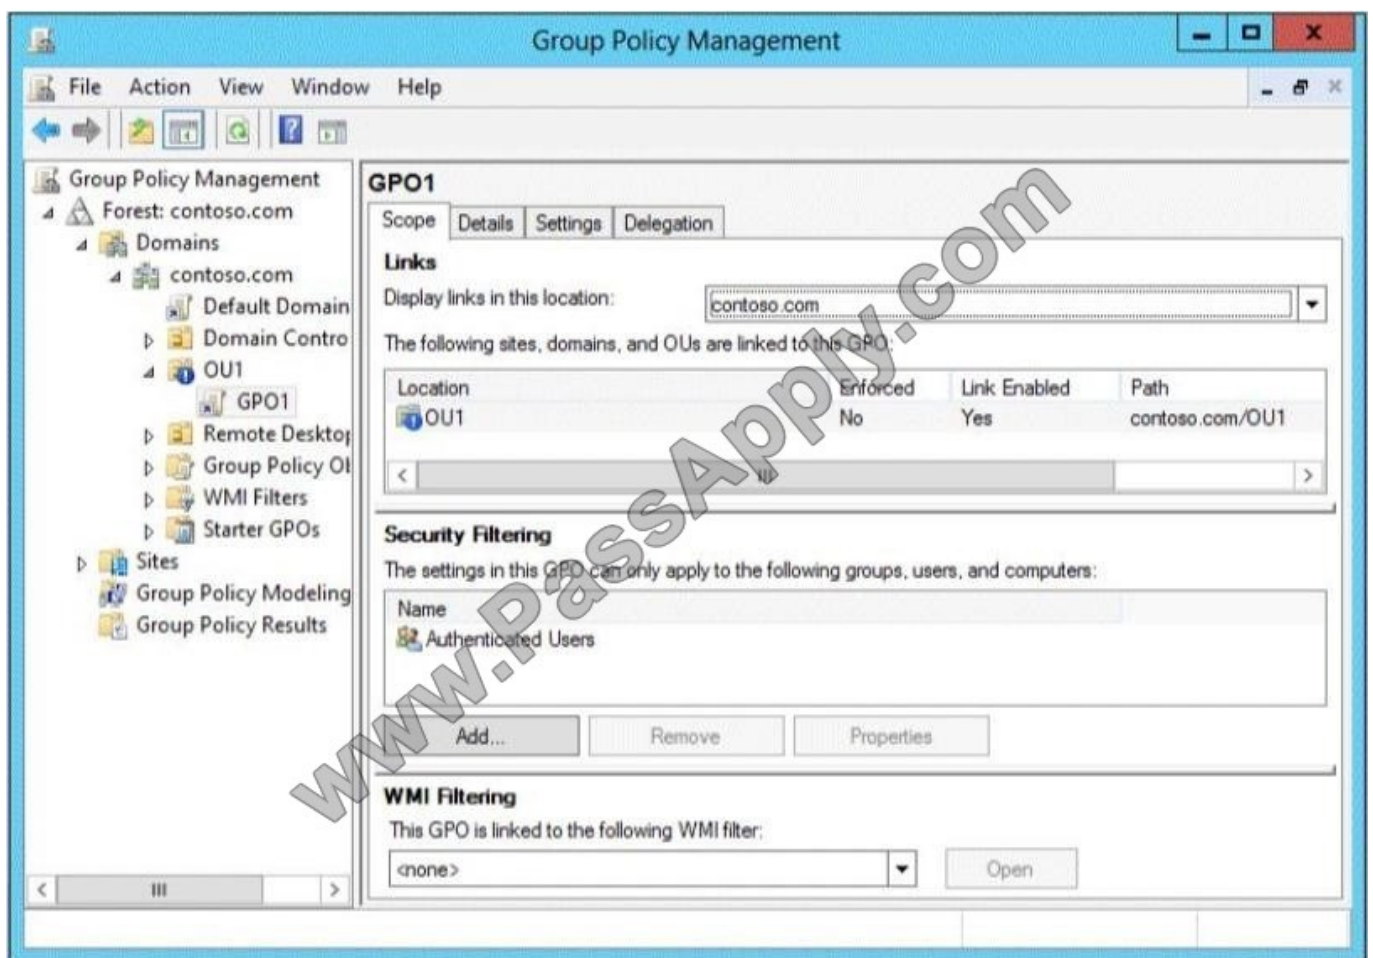 Group Policy Management
File Action View Window Help
Group Policy Management
Forest: contoso.com
Domains
contoso.com
Default Domain
Domain Contro
OU1
GPO1
Remote Desktop
Group Policy Ob
WMI Filters
Starter GPOs
Sites
Group Policy Modeling
Group Policy Results
GPO1
Scope Details Settings Delegation
Links
Display links in this location: contoso.com
The following sites, domains, and OUs are linked to this GPO:
Location Enforced Link Enabled Path
OU1 No Yes contoso.com/OU1
Security Filtering
The settings in this GPO can only apply to the following groups, users, and computers:
Name
Authenticated Users
Add... Remove Properties
WMI Filtering
This GPO is linked to the following WMI filter:
<none> Open
www.PassApply.com